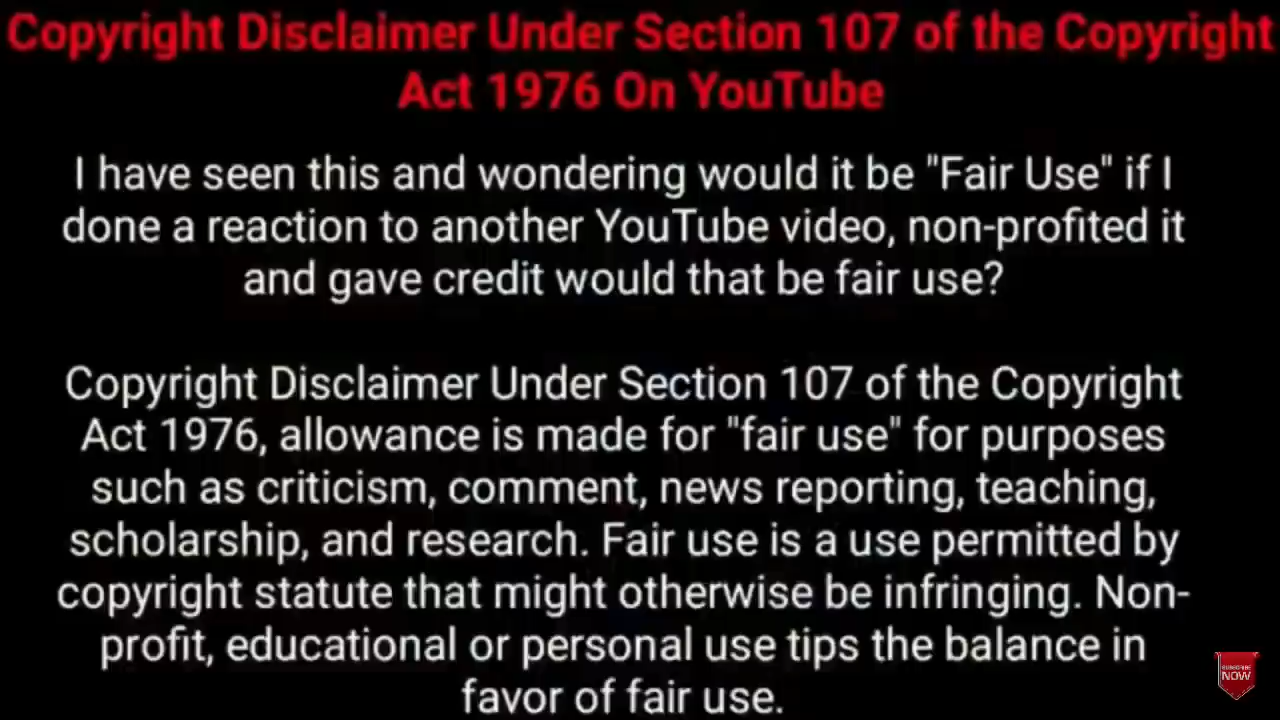 Copyright Disclaimer Under Section 107 of the Copyright
Act 1976 On YouTube
I have seen this and wondering would it be "Fair Use" if I
done a reaction to another YouTube video, non-profited it
and gave credit would that be fair use?
Copyright Disclaimer Under Section 107 of the Copyright
Act 1976, allowance is made for "fair use" for purposes
such as criticism, comment, news reporting, teaching,
scholarship, and research. Fair use is a use permitted by
copyright statute that might otherwise be infringing. Non-
profit, educational or personal use tips the balance in
favor of fair use.
SUBSCRIBE
NOW